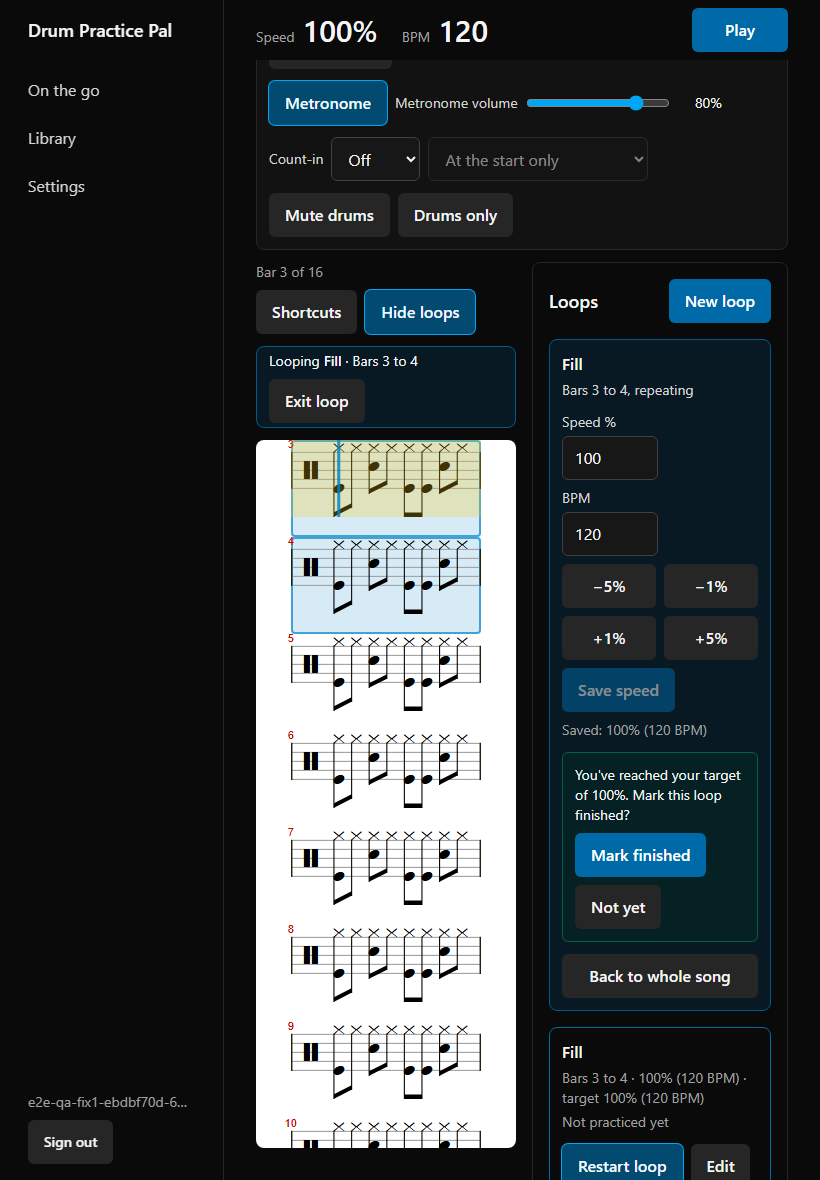 Drum Practice Pal
On the go
Library
Settings
e2e-qa-fix1-ebdbf70d-6...
Sign out
Speed 100% BPM 120
Play
Metronome Metronome volume 80%
Count-in Off At the start only
Mute drums Drums only
Bar 3 of 16
Shortcuts Hide loops
Looping Fill · Bars 3 to 4
Exit loop
3
4
5
6
7
8
9
10
Loops
New loop
Fill
Bars 3 to 4, repeating
Speed %
100
BPM
120
−5% −1%
+1% +5%
Save speed
Saved: 100% (120 BPM)
You've reached your target
of 100%. Mark this loop
finished?
Mark finished
Not yet
Back to whole song
Fill
Bars 3 to 4 · 100% (120 BPM) ·
target 100% (120 BPM)
Not practiced yet
Restart loop Edit